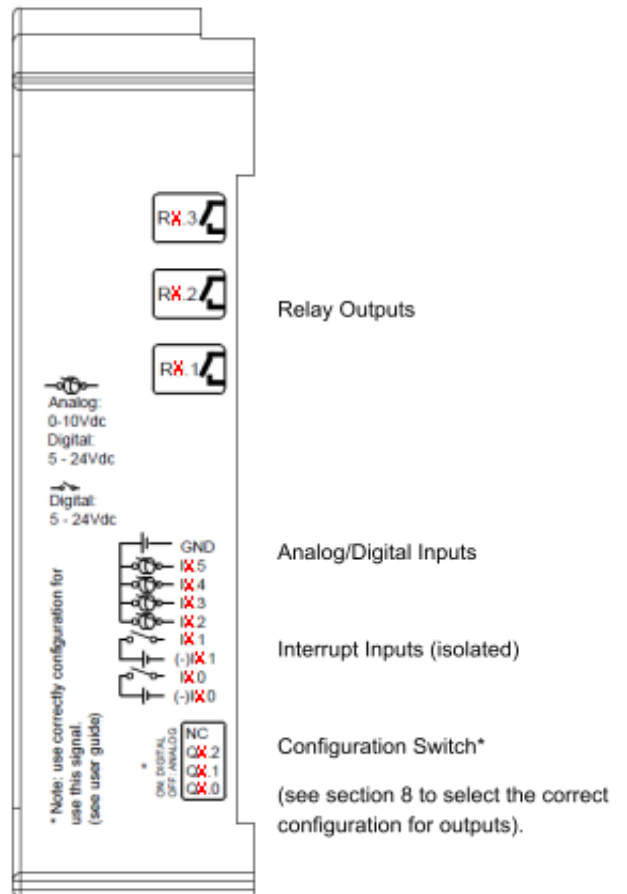 RX.3
RX.2
Relay Outputs
RX.1
Analog:
0-10Vdc
Digital:
5 - 24Vdc
Digital:
5 - 24Vdc
GND
Analog/Digital Inputs
IX.5
IX.4
IX.3
IX.2
IX.1
Interrupt Inputs (isolated)
(-)IX.1
IX.0
(-)IX.0
* Note: use correctly configuration for
use this signal.
(see user guide)
*
ON: DIGITAL
OFF: ANALOG
NC
QX.2
QX.1
QX.0
Configuration Switch*
(see section 8 to select the correct
configuration for outputs).